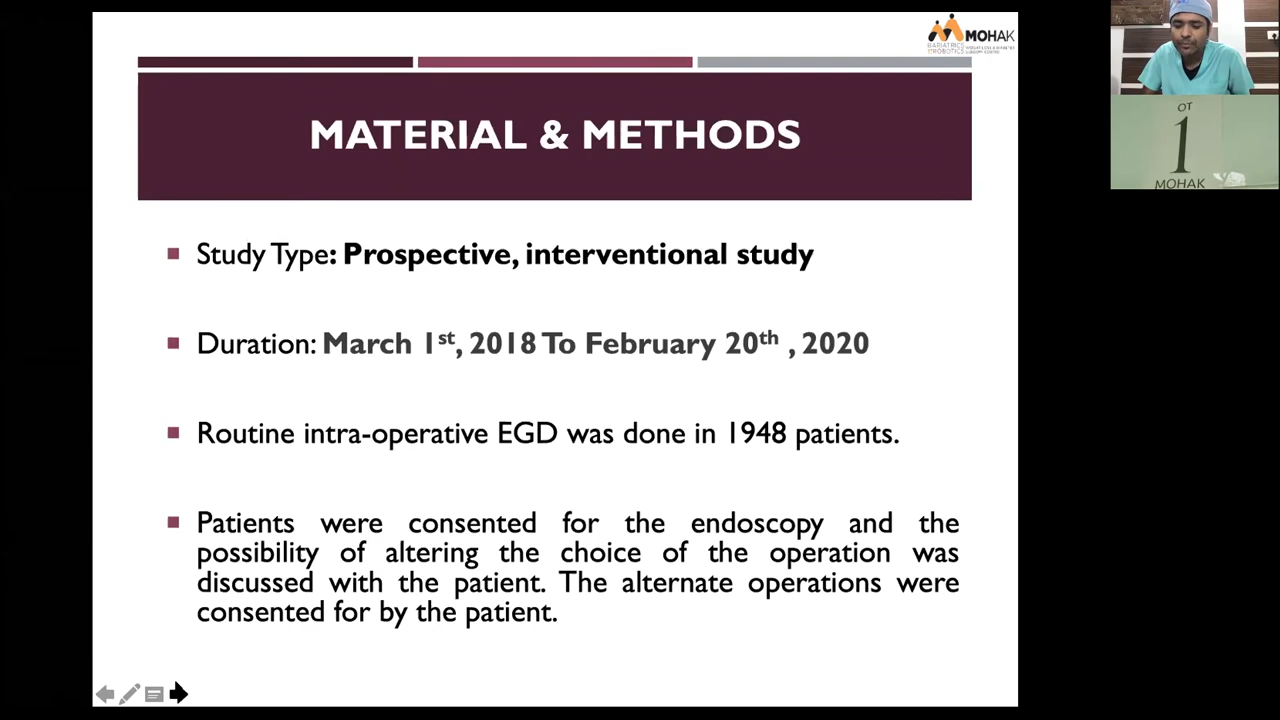 MOHAK
BARIATRICS
MATERIAL & METHODS
Study Type: Prospective, interventional study
Duration: March 1st, 2018 To February 20th , 2020
Routine intra-operative EGD was done in 1948 patients.
Patients were consented for the endoscopy and the
possibility of altering the choice of the operation was
discussed with the patient. The alternate operations were
consented for by the patient.
OT
1
MOHAK